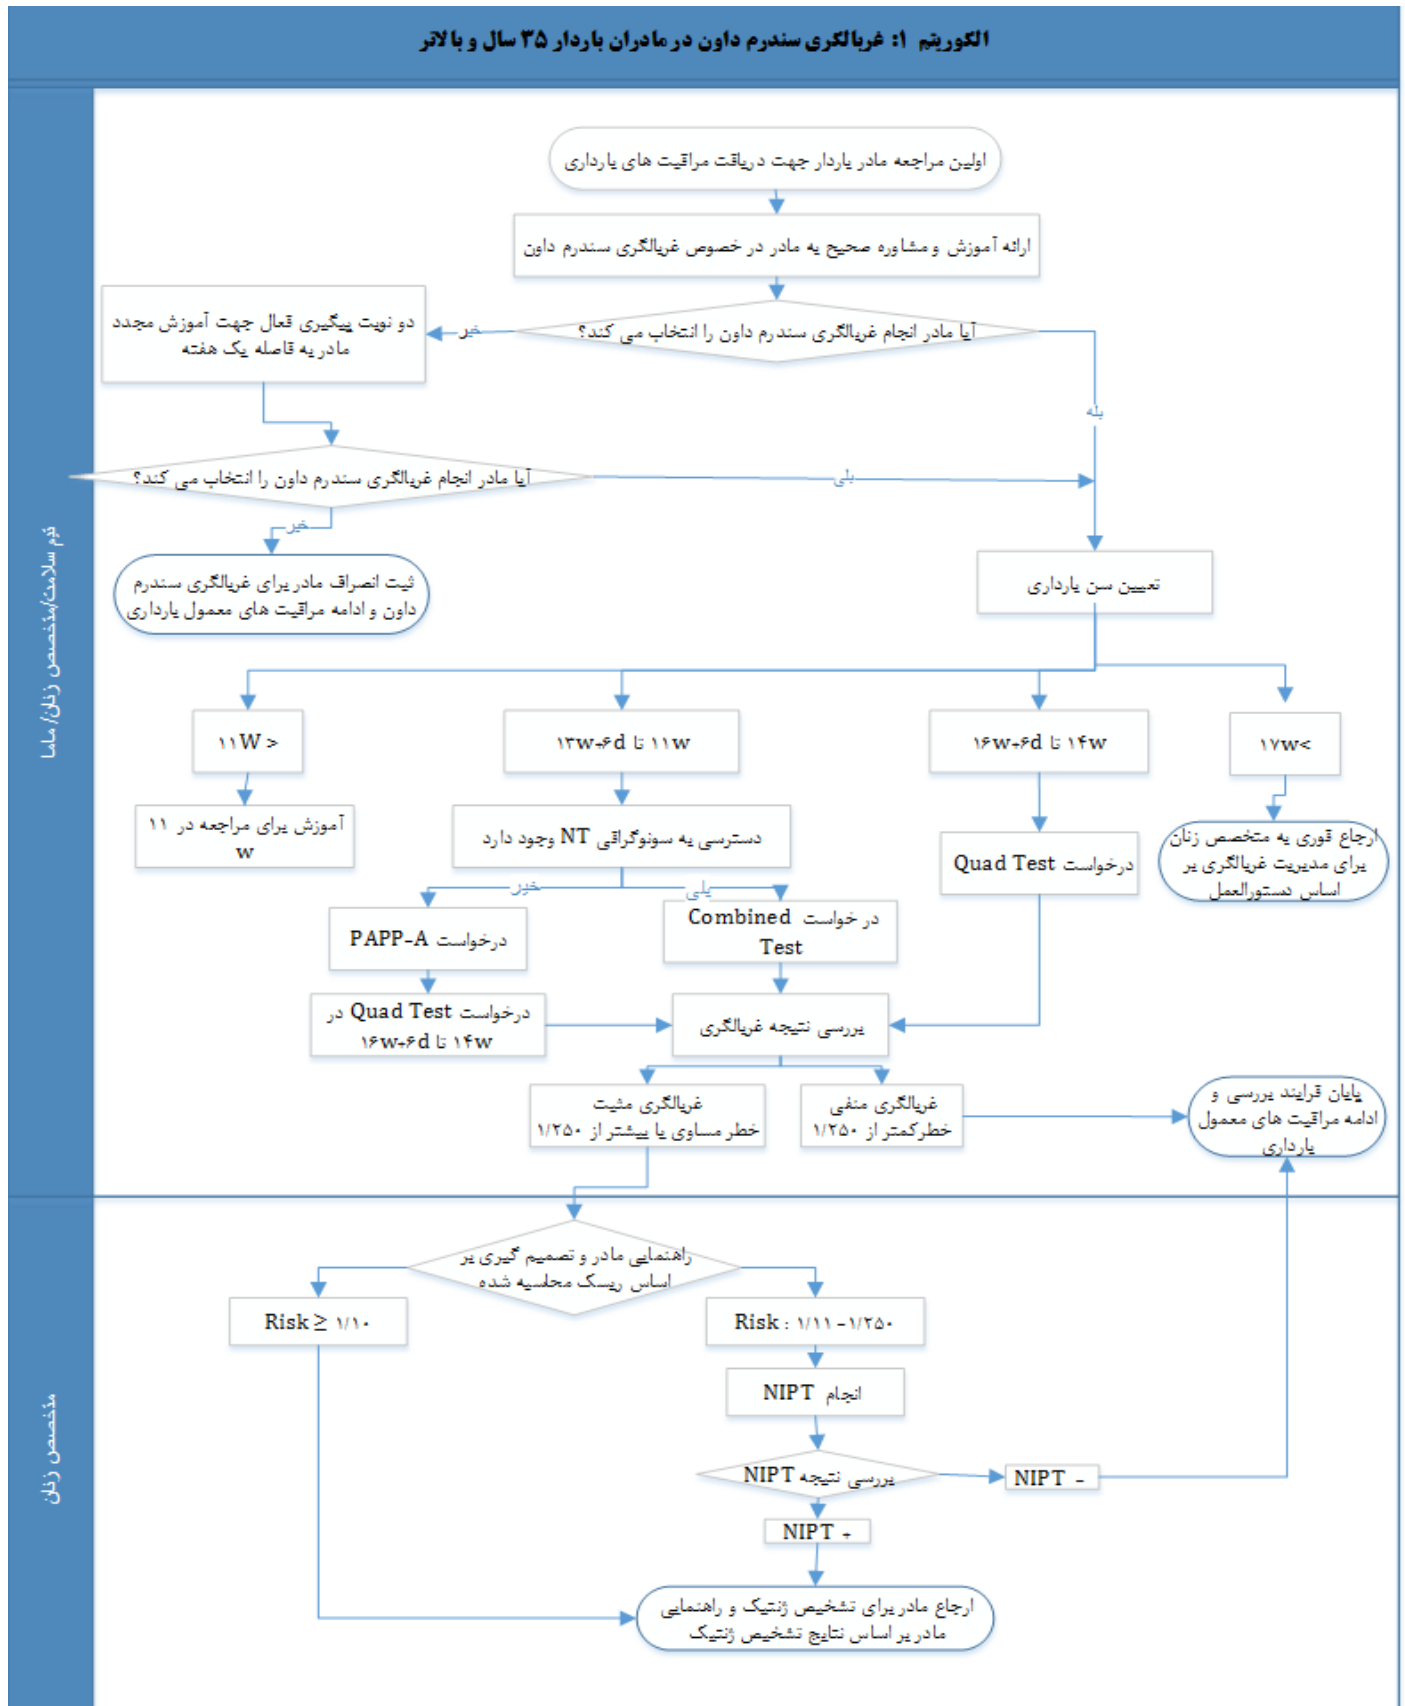 الگوریتم ۱: غربالگری سندرم داون در مادران باردار ۳۵ سال و بالاتر
اولین مراجعه مادر باردار جهت دریافت مراقبت های بارداری
ارائه آموزش و مشاوره صحیح به مادر در خصوص غربالگری سندرم داون
آیا مادر انجام غربالگری سندرم داون را انتخاب می کند؟
خیر
دو نوبت پیگیری فعال جهت آموزش مجدد
مادر به فاصله یک هفته
بله
آیا مادر انجام غربالگری سندرم داون را انتخاب می کند؟
بلی
خیر
ثبت انصراف مادر برای غربالگری سندرم
داون و ادامه مراقبت های معمول بارداری
تعیین سن بارداری
۱۷w<
۱۴w تا ۱۶w+۶d
۱۱w تا ۱۳w+۶d
۱۱W >
ارجاع فوری به متخصص زنان
برای مدیریت غربالگری بر
اساس دستورالعمل
درخواست Quad Test
دسترسی به سونوگرافی NT وجود دارد
آموزش برای مراجعه در ۱۱
w
بلی
خیر
در خواست Combined
Test
درخواست PAPP-A
درخواست Quad Test در
۱۴w تا ۱۶w+۶d
بررسی نتیجه غربالگری
غربالگری منفی
خطرکمتر از ۱/۲۵۰
غربالگری مثبت
خطر مساوی یا بیشتر از ۱/۲۵۰
پایان فرایند بررسی و
ادامه مراقبت های معمول
بارداری
تیم سلامت/متخصص زنان/ ماما
راهنمایی مادر و تصمیم گیری بر
اساس ریسک محاسبه شده
Risk : ۱/۱۱ -۱/۲۵۰
Risk ≥ ۱/۱۰
انجام NIPT
بررسی نتیجه NIPT
NIPT -
NIPT +
ارجاع مادر برای تشخیص ژنتیک و راهنمایی
مادر بر اساس نتایج تشخیص ژنتیک
متخصص زنان